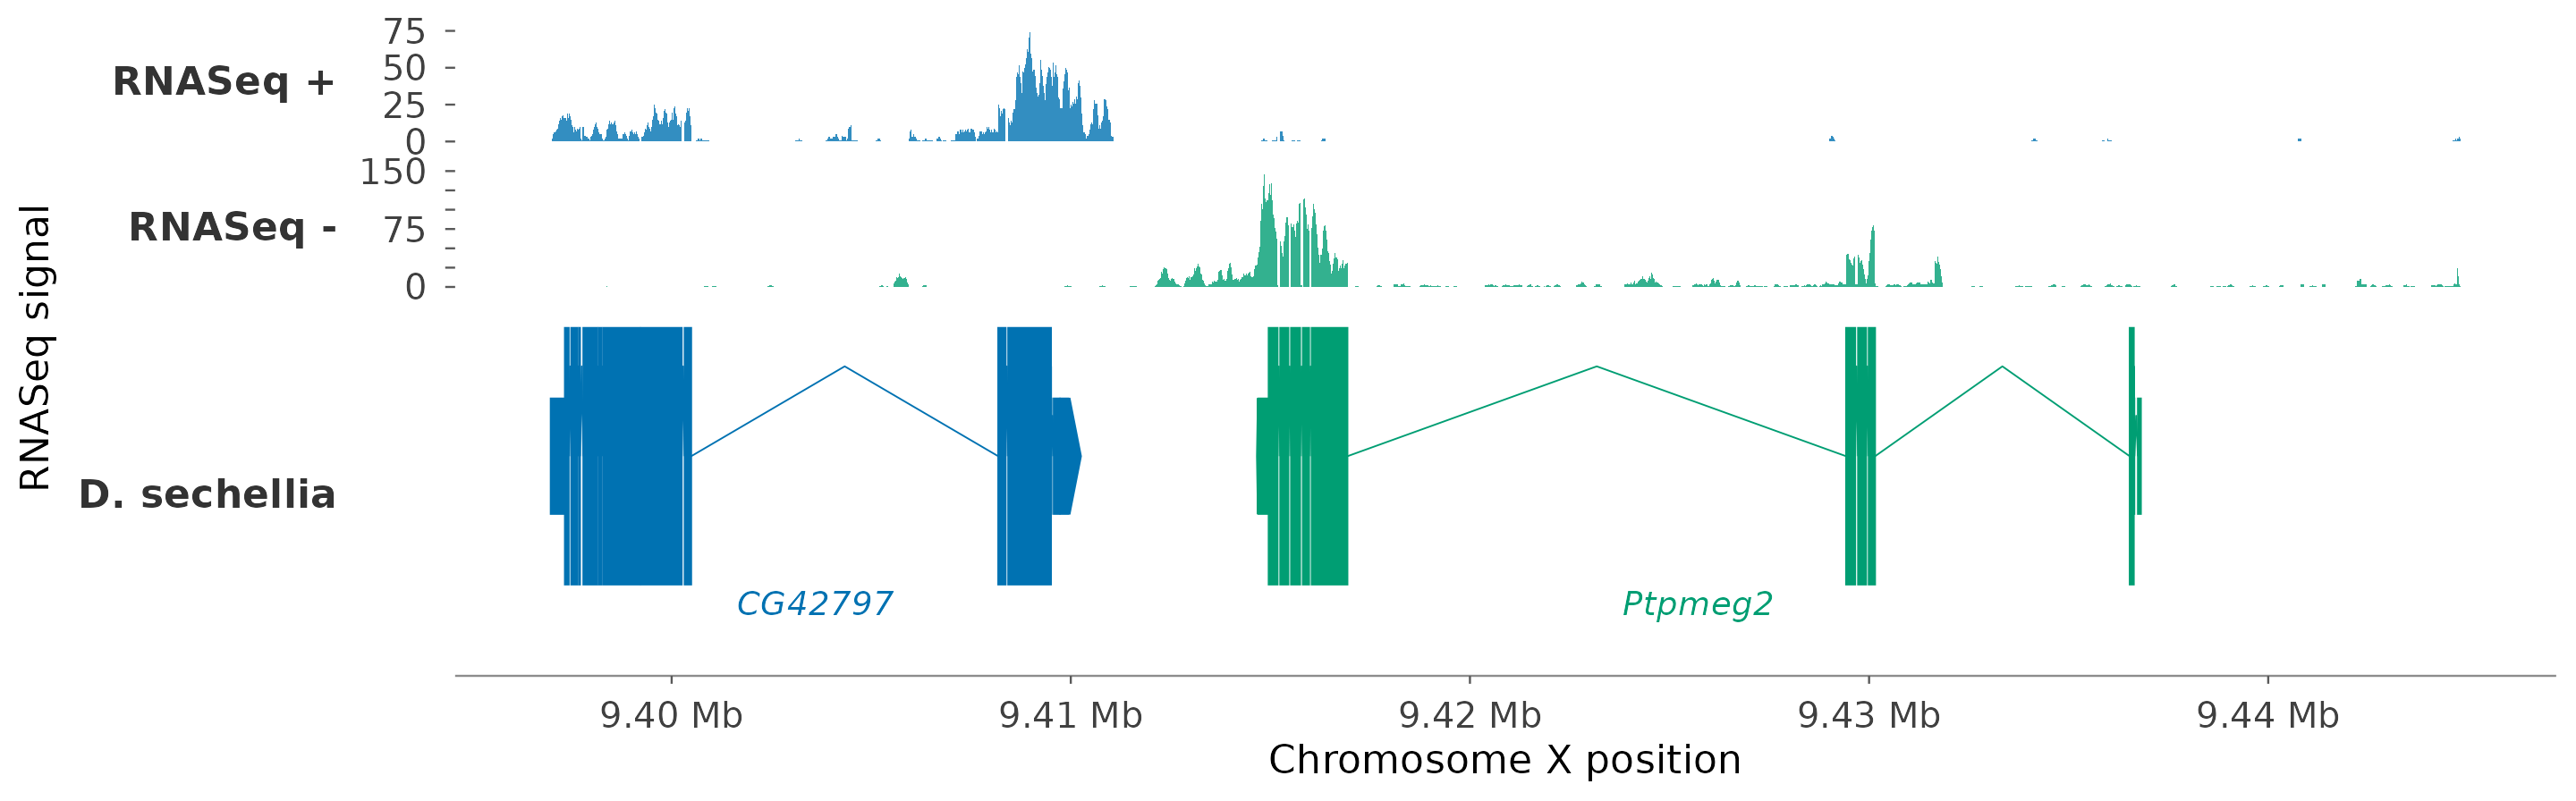 75
50
25
0
RNASeq +
150
75
0
RNASeq -
RNASeq signal
D. sechellia
CG42797
Ptpmeg2
9.40 Mb
9.41 Mb
9.42 Mb
9.43 Mb
9.44 Mb
Chromosome X position